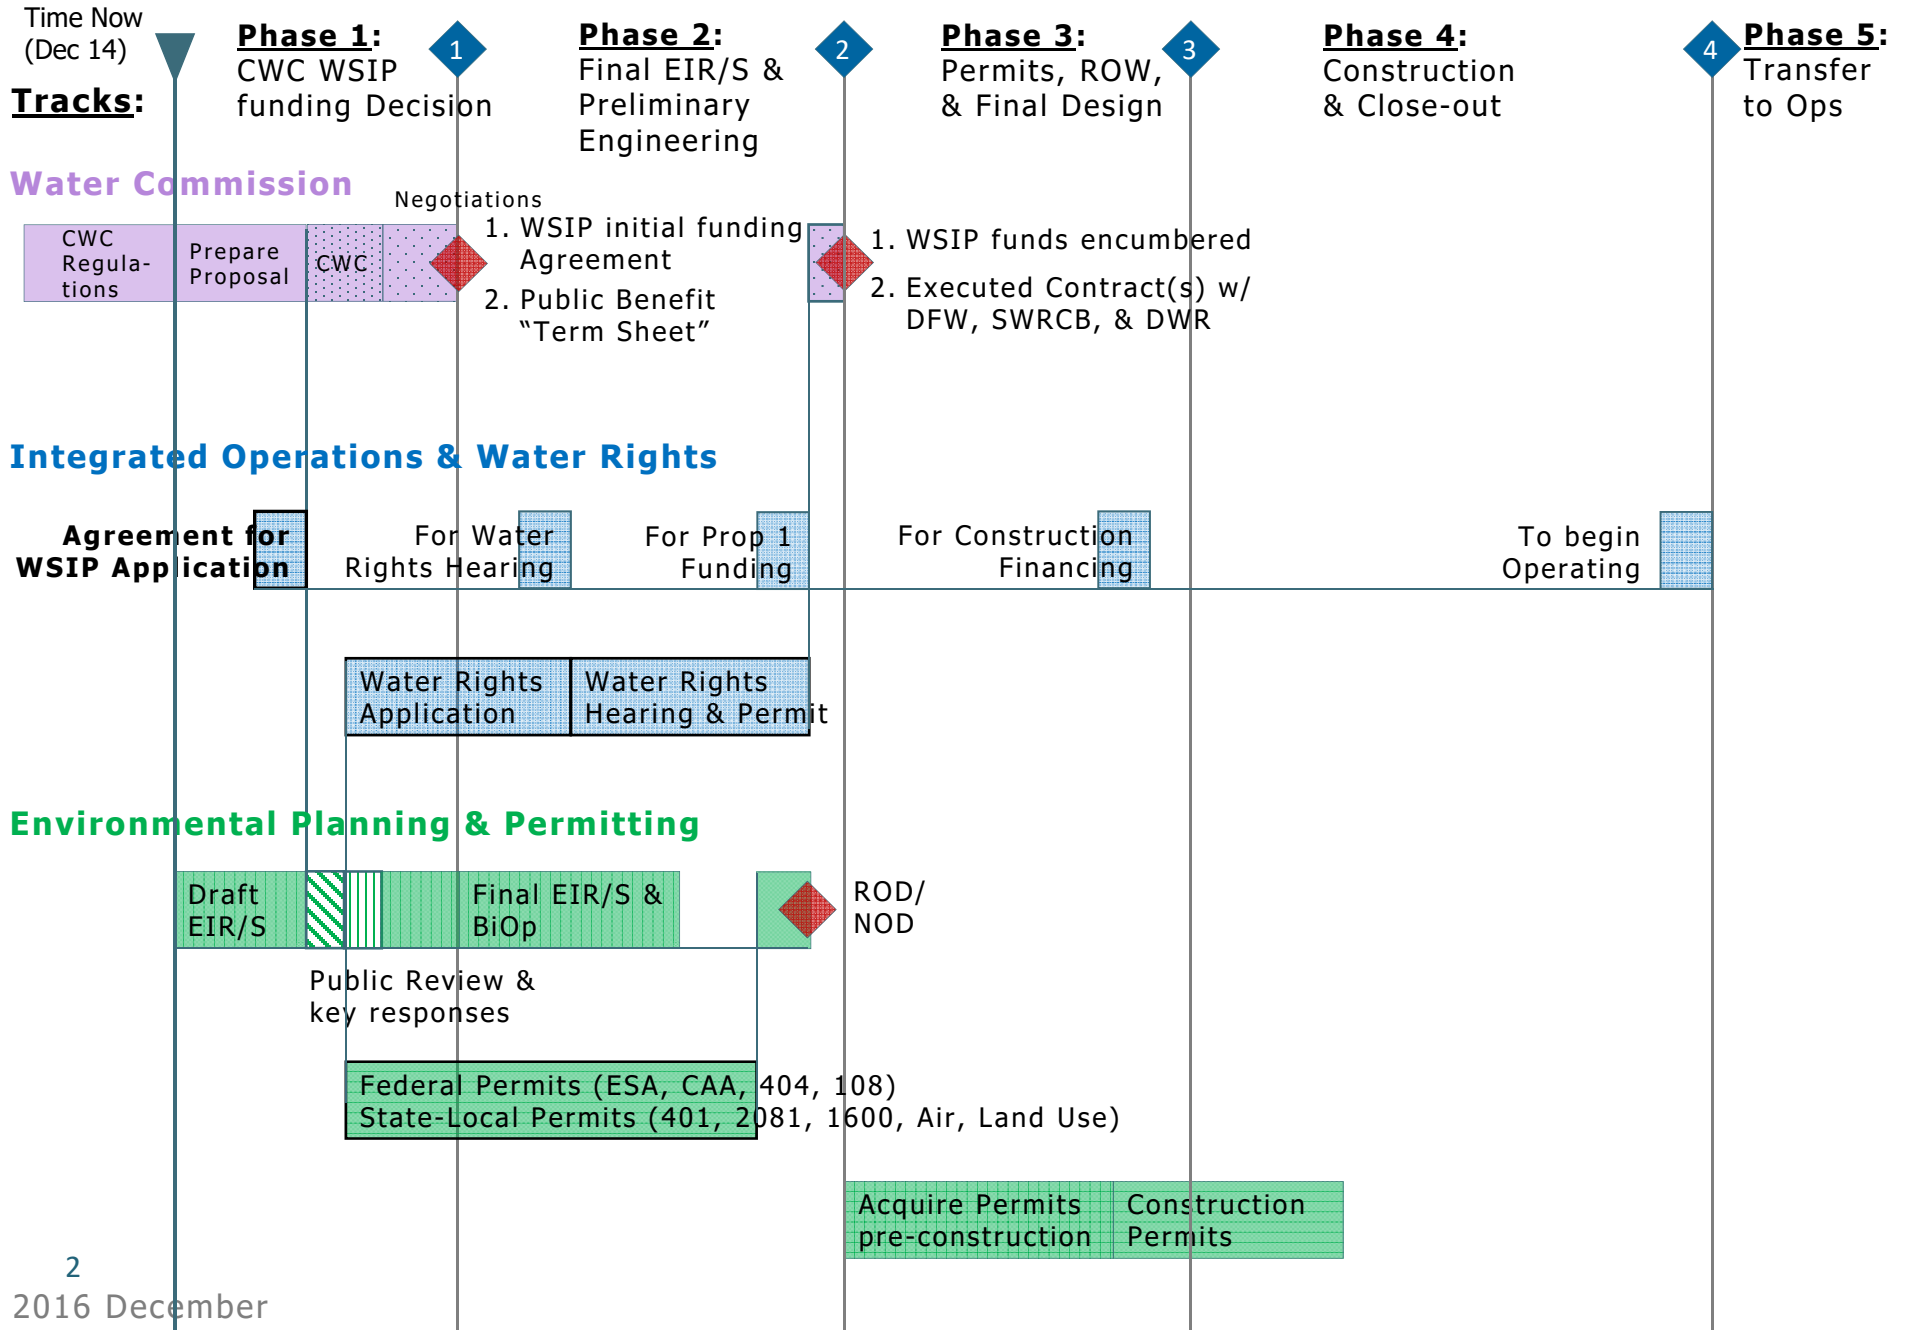 Time Now
(Dec 14)
Tracks:
Phase 1:
CWC WSIP
funding Decision
1
Phase 2:
Final EIR/S &
Preliminary
Engineering
2
Phase 3:
Permits, ROW,
& Final Design
3
Phase 4:
Construction
& Close-out
4
Phase 5:
Transfer
to Ops
Water Commission
CWC
Regula-
tions
Prepare
Proposal
CWC
Negotiations
1. WSIP initial funding
Agreement
2. Public Benefit
“Term Sheet”
1. WSIP funds encumbered
2. Executed Contract(s) w/
DFW, SWRCB, & DWR
Integrated Operations & Water Rights
Agreement for
WSIP Application
For Water
Rights Hearing
For Prop 1
Funding
For Construction
Financing
To begin
Operating
Water Rights
Application
Water Rights
Hearing & Permit
Environmental Planning & Permitting
Draft
EIR/S
Final EIR/S &
BiOp
ROD/
NOD
Public Review &
key responses
Federal Permits (ESA, CAA, 404, 108)
State-Local Permits (401, 2081, 1600, Air, Land Use)
Acquire Permits
pre-construction
Construction
Permits
2
2016 December